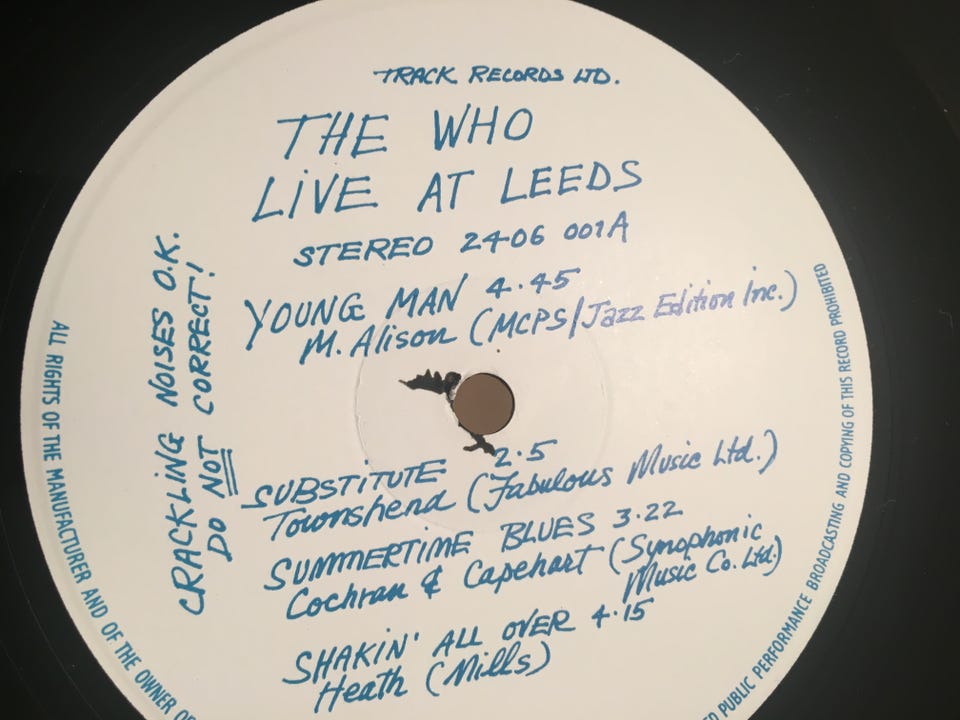 TRACK RECORDS LTD.
THE WHO
LIVE AT LEEDS
STEREO 2406 001A
YOUNG MAN 4.45
M. Alison (MCPS/Jazz Edition Inc.)
SUBSTITUTE 2.5
Townshend (Fabulous Music Ltd.)
SUMMERTIME BLUES 3.22
Cochran & Capehart (Synophonic
Music Co. Ltd.)
SHAKIN' ALL OVER 4.15
Heath (Mills)
CRACKLING NOISES O.K.
DO NOT CORRECT!
ALL RIGHTS OF THE MANUFACTURER AND OF THE OWNER
PUBLIC PERFORMANCE BROADCASTING AND COPYING OF THIS RECORD PROHIBITED